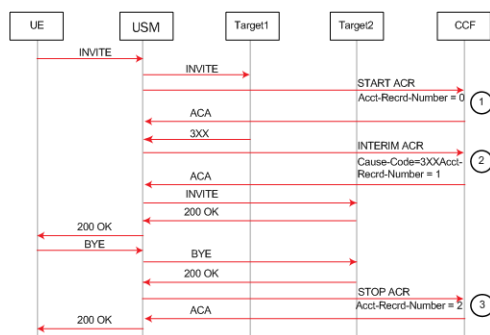 UE
USM
Target1
Target2
CCF
INVITE
INVITE
START ACR
Acct-Recrd-Number = 0
1
ACA
3XX
INTERIM ACR
Cause-Code=3XXAcct-
Recrd-Number = 1
2
ACA
INVITE
200 OK
200 OK
BYE
BYE
200 OK
STOP ACR
Acct-Recrd-Number = 2
3
ACA
200 OK